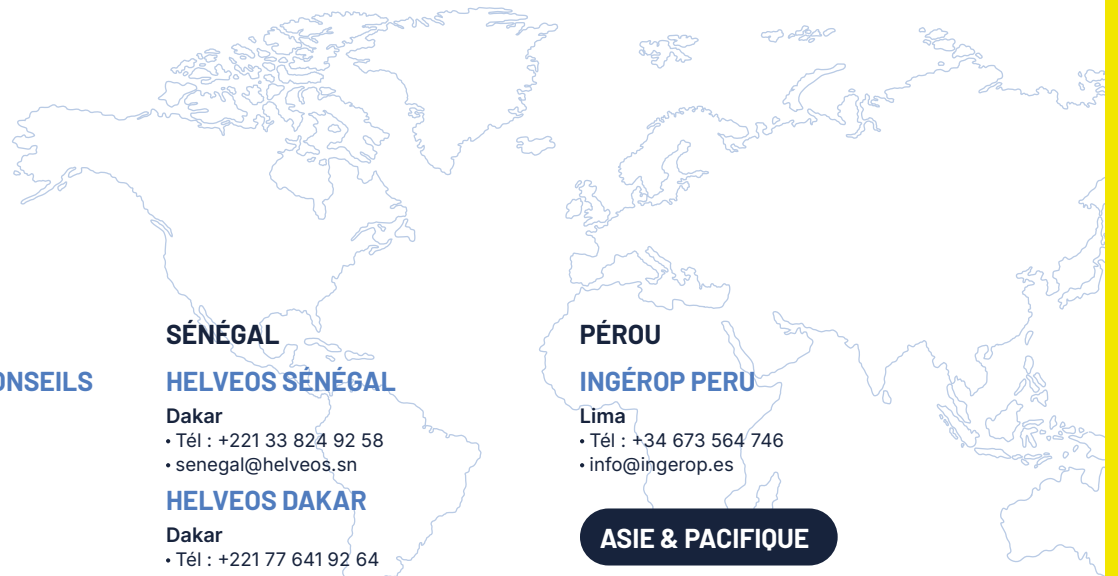 ONSEILS
SÉNÉGAL
HELVEOS SÉNÉGAL
Dakar
• Tél : +221 33 824 92 58
• senegal@helveos.sn
HELVEOS DAKAR
Dakar
• Tél : +221 77 641 92 64
PÉROU
INGÉROP PERU
Lima
• Tél : +34 673 564 746
• info@ingerop.es
ASIE & PACIFIQUE